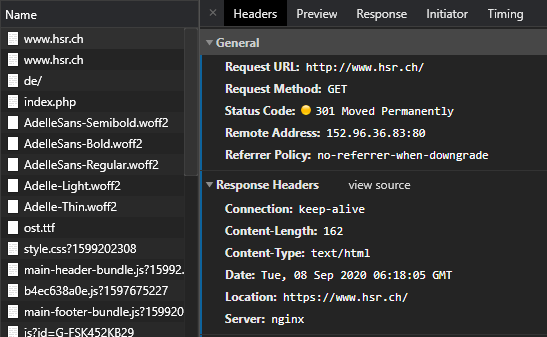 Name
www.hsr.ch
www.hsr.ch
de/
index.php
AdelleSans-Semibold.woff2
AdelleSans-Bold.woff2
AdelleSans-Regular.woff2
Adelle-Light.woff2
Adelle-Thin.woff2
ost.ttf
style.css?1599202308
main-header-bundle.js?15992...
b4ec638a0e.js?1597675227
main-footer-bundle.js?159920
js?id=G-FSK452KB29
× Headers Preview Response Initiator Timing
▼ General
Request URL: http://www.hsr.ch/
Request Method: GET
Status Code: 301 Moved Permanently
Remote Address: 152.96.36.83:80
Referrer Policy: no-referrer-when-downgrade
▼ Response Headers view source
Connection: keep-alive
Content-Length: 162
Content-Type: text/html
Date: Tue, 08 Sep 2020 06:18:05 GMT
Location: https://www.hsr.ch/
Server: nginx